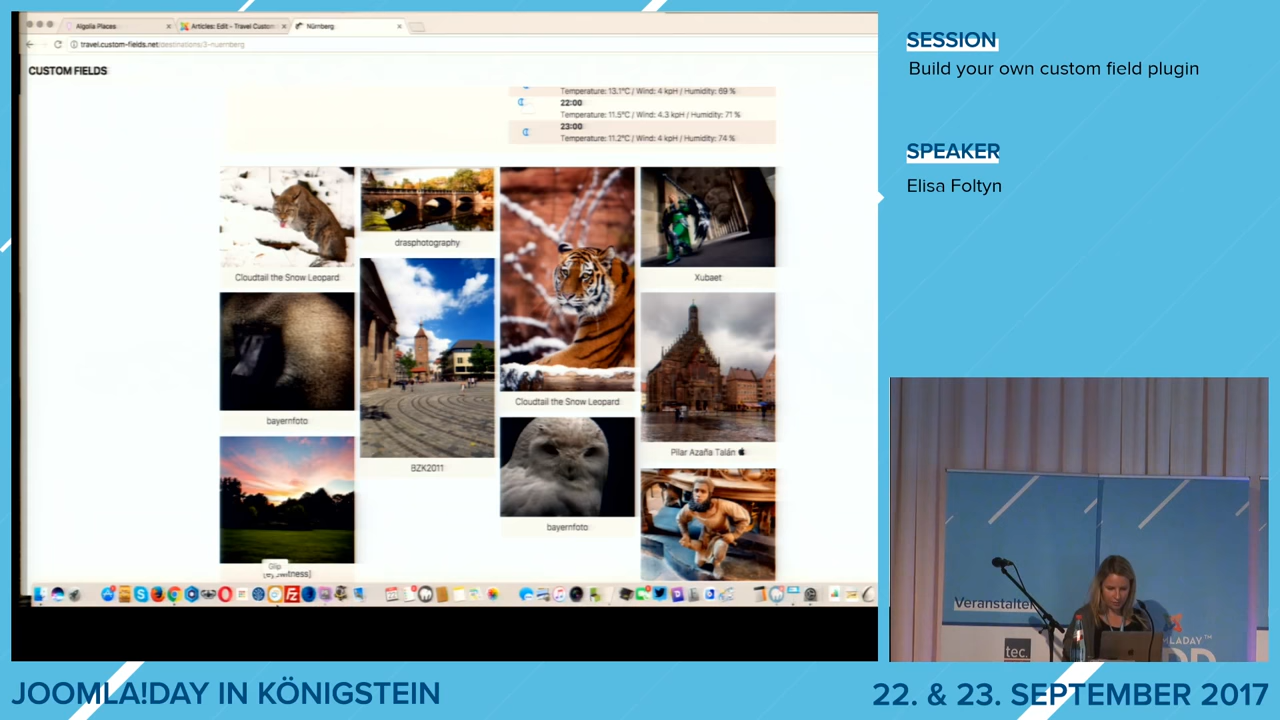 Algolia Places
Articles: Edit - Travel Custom
Nürnberg
travel.custom-fields.net/destinations/3-nuernberg
CUSTOM FIELDS
Temperature: 13.1°C / Wind: 4 kpH / Humidity: 69 %
22:00
Temperature: 11.5°C / Wind: 4.3 kpH / Humidity: 71 %
23:00
Temperature: 11.2°C / Wind: 4 kpH / Humidity: 74 %
Cloudtail the Snow Leopard
drasphotography
Cloudtail the Snow Leopard
Xubaet
bayernfoto
BZK2011
bayernfoto
Pilar Azaña Talán
Glip
SESSION
Build your own custom field plugin
SPEAKER
Elisa Foltyn
Veranstalter
tec.
JOOMLA!DAY IN KÖNIGSTEIN
22. & 23. SEPTEMBER 2017